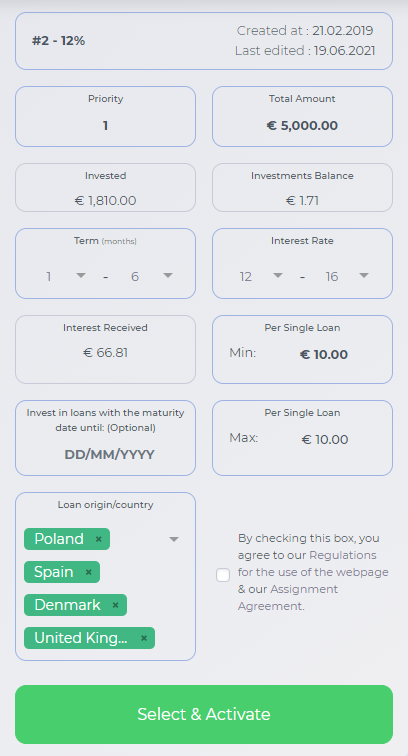 #2 - 12%
Created at : 21.02.2019
Last edited : 19.06.2021
Priority
1
Total Amount
€ 5,000.00
Invested
€ 1,810.00
Investments Balance
€ 1.71
Term (months)
1 - 6
Interest Rate
12 - 16
Interest Received
€ 66.81
Per Single Loan
Min: € 10.00
Invest in loans with the maturity
date until: (Optional)
DD/MM/YYYY
Per Single Loan
Max: € 10.00
Loan origin/country
Poland ×
Spain ×
Denmark ×
United King... ×
By checking this box, you
agree to our Regulations
for the use of the webpage
& our Assignment
Agreement.
Select & Activate